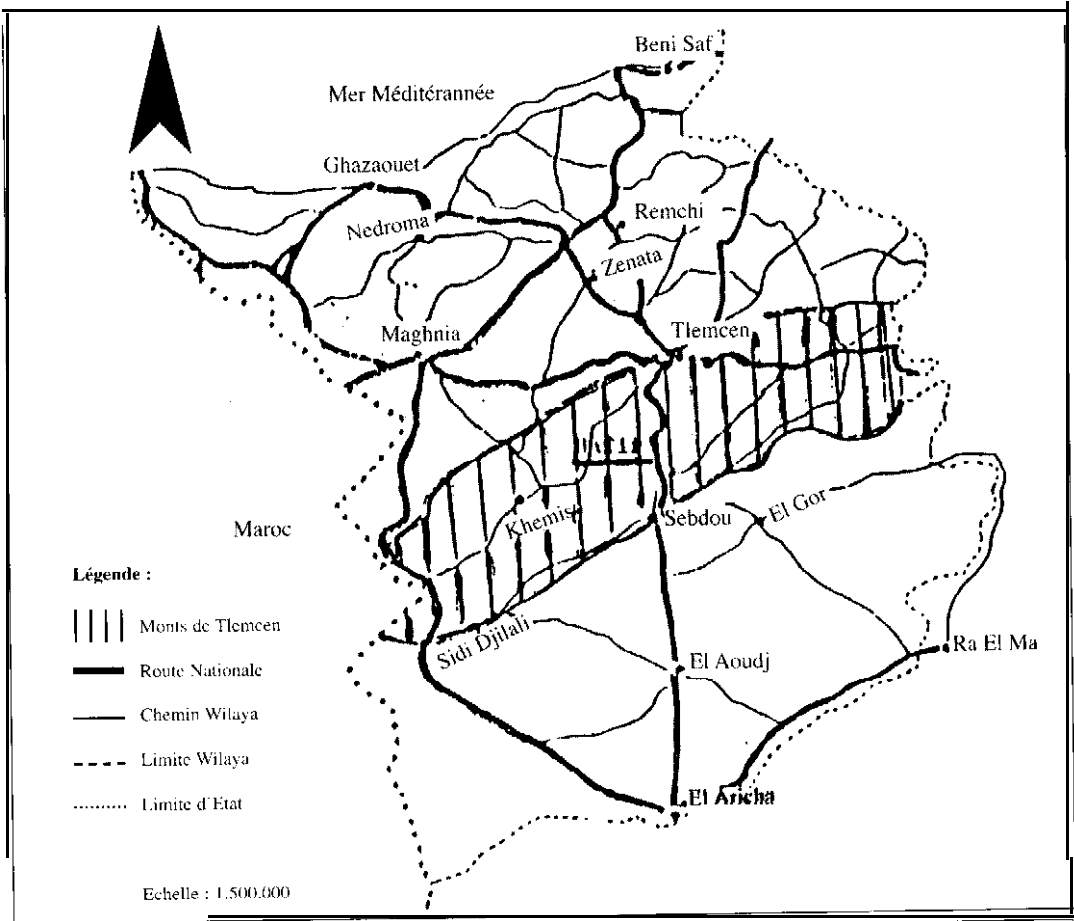 Beni Saf
Mer Méditérannée
Ghazaouet
Nedroma
Remchi
Zenata
Maghnia
Tlemcen
Maroc
Khemis
Sebdou
El Gor
Sidi Djilali
El Aoudj
Ra El Ma
El Aricha
Légende :
Monts de Tlemcen
Route Nationale
Chemin Wilaya
Limite Wilaya
Limite d'Etat
Echelle : 1.500.000